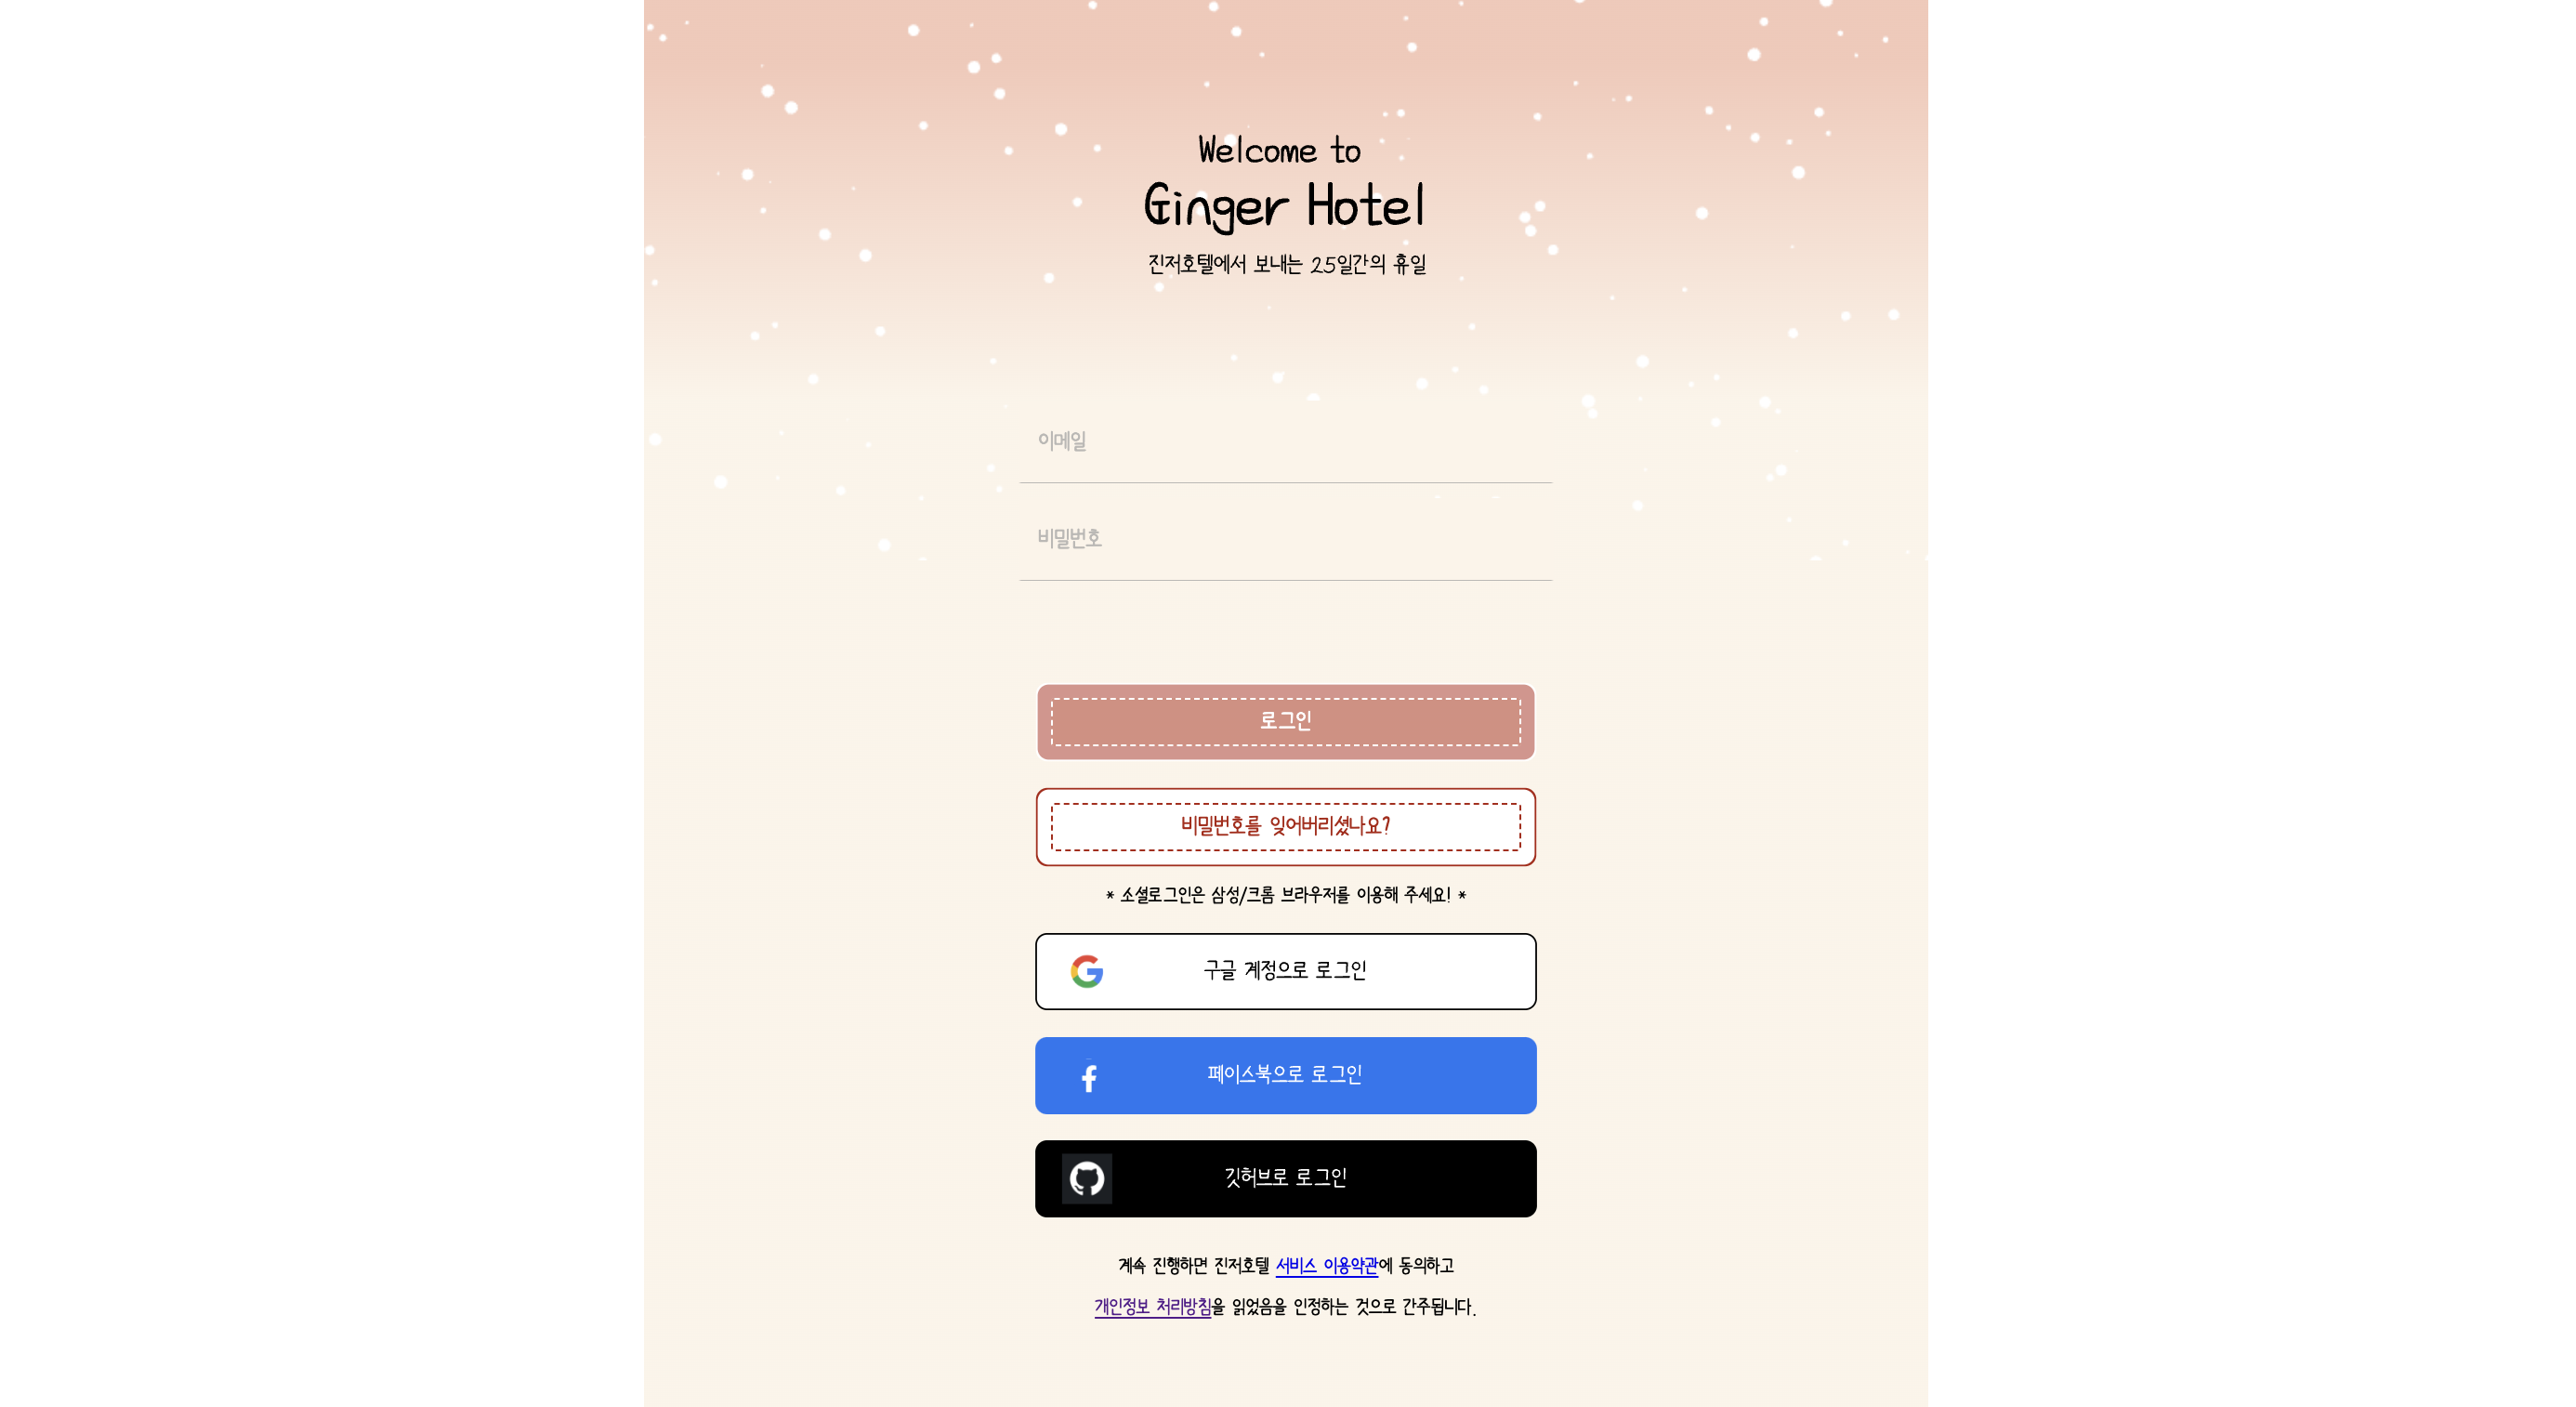 Welcome to
Ginger Hotel
진저호텔에서 보내는 25일간의 휴일
이메일
비밀번호
로그인
비밀번호를 잊어버리셨나요?
* 소셜로그인은 삼성/크롬 브라우저를 이용해 주세요! *
구글 계정으로 로그인
페이스북으로 로그인
깃허브로 로그인
계속 진행하면 진저호텔 서비스 이용약관에 동의하고
개인정보 처리방침을 읽었음을 인정하는 것으로 간주됩니다.